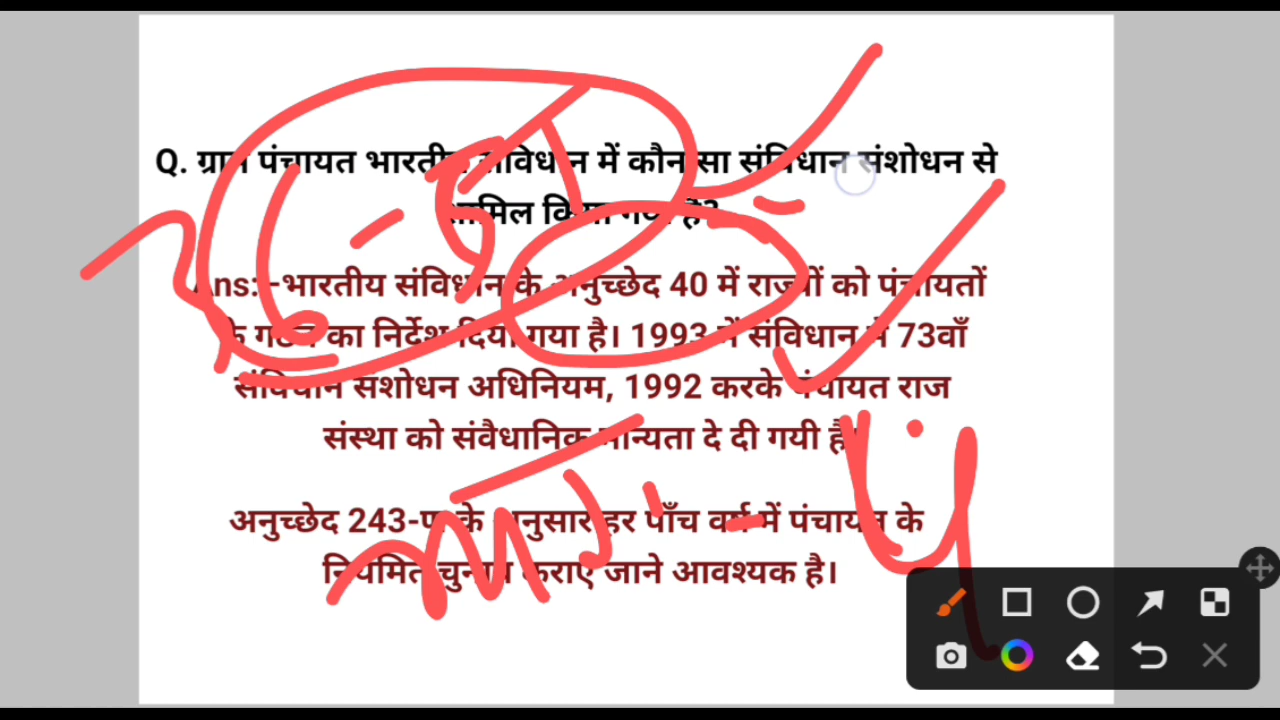 Q. ग्राम पंचायत भारतीय संविधान में कौन सा संविधान संशोधन से
शामिल किया गया है?
Ans:-भारतीय संविधान के अनुच्छेद 40 में राज्यों को पंचायतों
के गठन का निर्देश दिया गया है। 1993 में संविधान में 73वाँ
संविधान संशोधन अधिनियम, 1992 करके पंचायत राज
संस्था को संवैधानिक मान्यता दे दी गयी है।
अनुच्छेद 243- के अनुसार हर पाँच वर्ष में पंचायत के
नियमित चुनाव कराए जाने आवश्यक है।